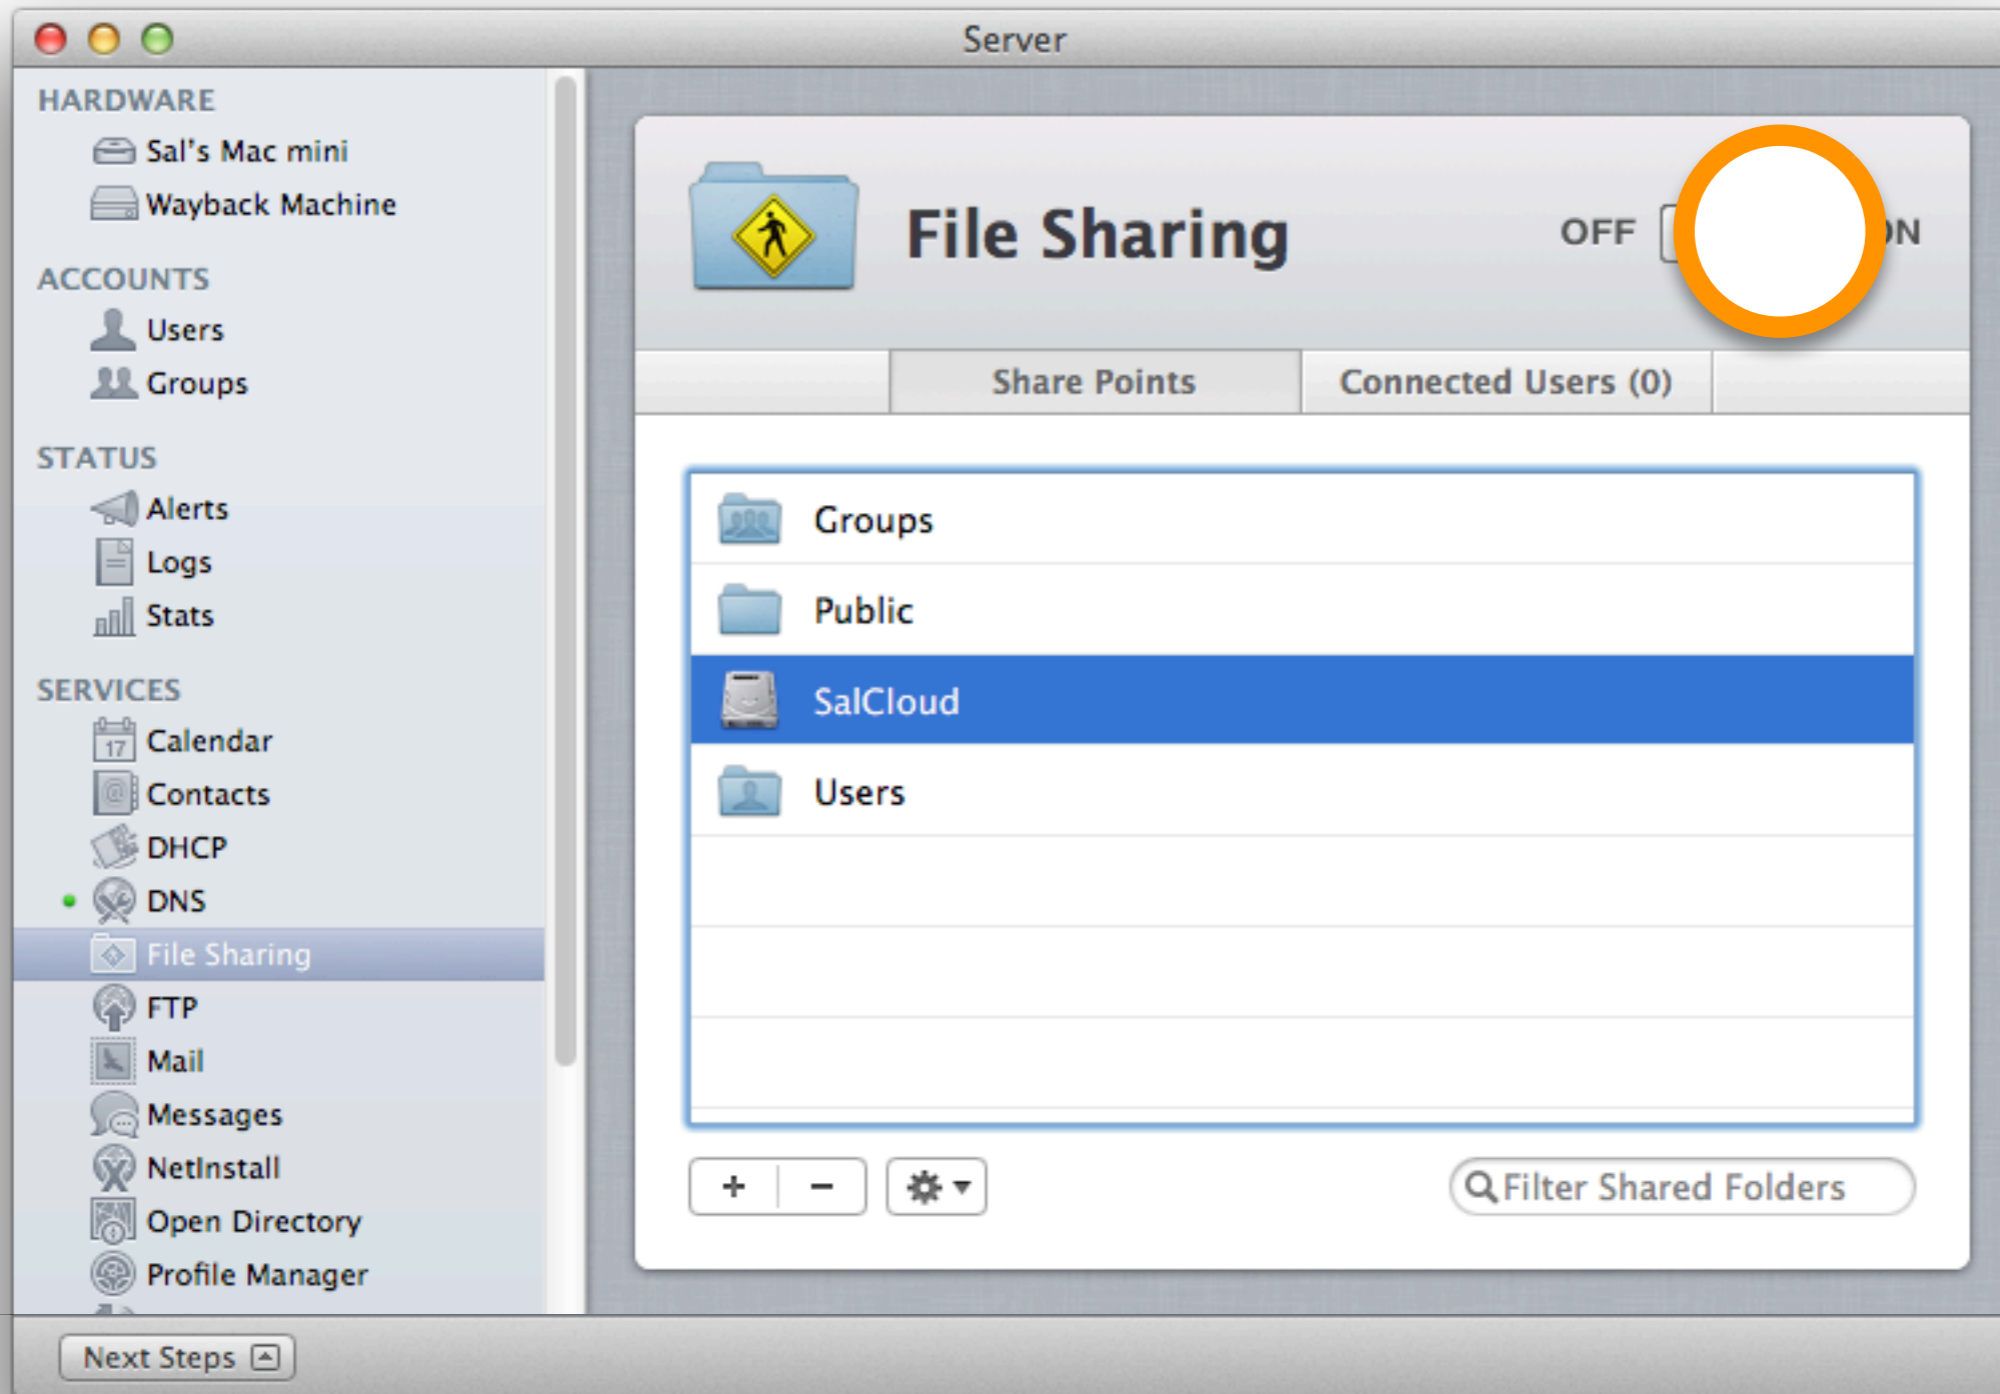 Server
HARDWARE
Sal's Mac mini
Wayback Machine
ACCOUNTS
Users
Groups
STATUS
Alerts
Logs
Stats
SERVICES
17 Calendar
@ Contacts
DHCP
DNS
File Sharing
FTP
Mail
Messages
NetInstall
Open Directory
Profile Manager
Next Steps
File Sharing
OFF
Share Points
Connected Users (0)
Groups
Public
SalCloud
Users
+ −
Filter Shared Folders